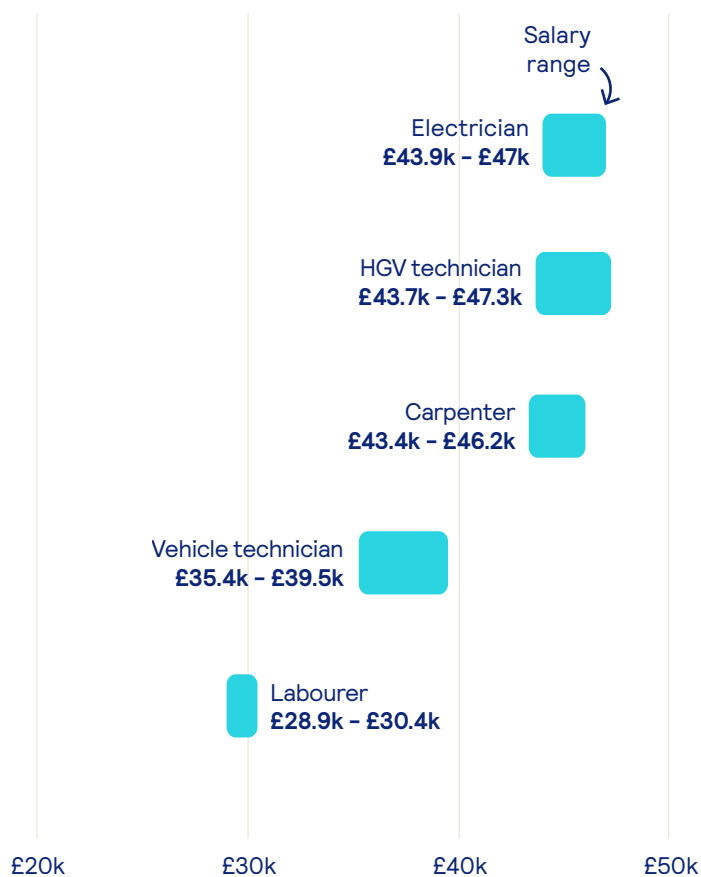 Salary
range
Electrician
£43.9k – £47k
HGV technician
£43.7k – £47.3k
Carpenter
£43.4k – £46.2k
Vehicle technician
£35.4k – £39.5k
Labourer
£28.9k – £30.4k
£20k
£30k
£40k
£50k